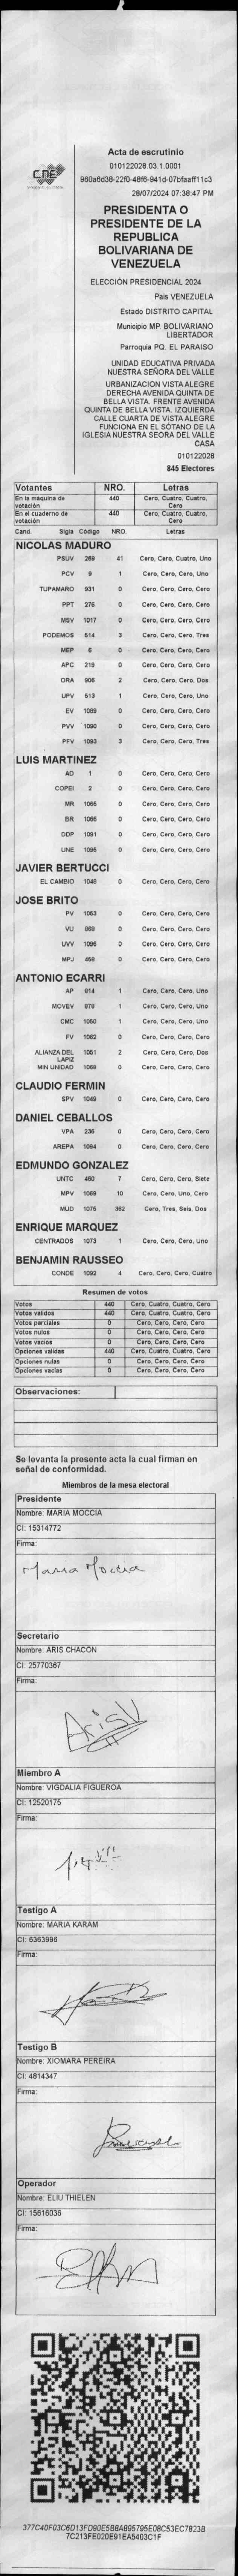 CNE
Acta de escrutinio
010122028.03.1.0001
28/07/2024 07:38:47 PM
PRESIDENTA O
PRESIDENTE DE LA
REPUBLICA
BOLIVARIANA DE
VENEZUELA
ELECCIÓN PRESIDENCIAL 2024
Pais VENEZUELA
Estado DISTRITO CAPITAL
Municipio MP. BOLIVARIANO
LIBERTADOR
Parroquia PQ. EL PARAISO
UNIDAD EDUCATIVA PRIVADA
NUESTRA SEÑORA DEL VALLE
URBANIZACION VISTA ALEGRE
DERECHA AVENIDA QUINTA DE
BELLA VISTA. FRENTE AVENIDA
QUINTA DE BELLA VISTA. IZQUIERDA
CALLE CUARTA DE VISTA ALEGRE
FUNCIONA EN EL SÓTANO DE LA
IGLESIA NUESTRA SEORA DEL VALLE
CASA
010122028
845 Electores
Votantes NRO. Letras
En la máquina de votación 440 Cero, Cuatro, Cuatro, Cero
En el cuaderno de votación 440 Cero, Cuatro, Cuatro, Cero
Cand. Sigla Código NRO. Letras
NICOLAS MADURO
PSUV 269 41 Cero, Cero, Cuatro, Uno
PCV 9 1 Cero, Cero, Cero, Uno
TUPAMARO 931 0 Cero, Cero, Cero, Cero
PPT 276 0 Cero, Cero, Cero, Cero
MSV 1017 0 Cero, Cero, Cero, Cero
PODEMOS 514 3 Cero, Cero, Cero, Tres
MEP 6 0 Cero, Cero, Cero, Cero
APC 219 0 Cero, Cero, Cero, Cero
ORA 906 2 Cero, Cero, Cero, Dos
UPV 513 1 Cero, Cero, Cero, Uno
EV 1089 0 Cero, Cero, Cero, Cero
PVV 1090 0 Cero, Cero, Cero, Cero
PFV 1093 3 Cero, Cero, Cero, Tres
LUIS MARTINEZ
AD 1 0 Cero, Cero, Cero, Cero
COPEI 2 0 Cero, Cero, Cero, Cero
MR 0 Cero, Cero, Cero, Cero
BR 0 Cero, Cero, Cero, Cero
DDP 1091 0 Cero, Cero, Cero, Cero
UNE 0 Cero, Cero, Cero, Cero
JAVIER BERTUCCI
EL CAMBIO 1048 0 Cero, Cero, Cero, Cero
JOSE BRITO
PV 1053 0 Cero, Cero, Cero, Cero
VU 0 Cero, Cero, Cero, Cero
UVV 0 Cero, Cero, Cero, Cero
MPJ 0 Cero, Cero, Cero, Cero
ANTONIO ECARRI
AP 914 1 Cero, Cero, Cero, Uno
MOVEV 1 Cero, Cero, Cero, Uno
CMC 1050 1 Cero, Cero, Cero, Uno
FV 1052 0 Cero, Cero, Cero, Cero
ALIANZA DEL LAPIZ 1051 2 Cero, Cero, Cero, Dos
MIN UNIDAD 0 Cero, Cero, Cero, Cero
CLAUDIO FERMIN
SPV 1049 0 Cero, Cero, Cero, Cero
DANIEL CEBALLOS
VPA 236 0 Cero, Cero, Cero, Cero
AREPA 1094 0 Cero, Cero, Cero, Cero
EDMUNDO GONZALEZ
UNTC 450 7 Cero, Cero, Cero, Siete
MPV 1069 10 Cero, Cero, Uno, Cero
MUD 1075 362 Cero, Tres, Seis, Dos
ENRIQUE MARQUEZ
CENTRADOS 1073 1 Cero, Cero, Cero, Uno
BENJAMIN RAUSSEO
CONDE 1092 4 Cero, Cero, Cero, Cuatro
Resumen de votos
Votos 440 Cero, Cuatro, Cuatro, Cero
Votos validos 440 Cero, Cuatro, Cuatro, Cero
Votos parciales 0 Cero, Cero, Cero, Cero
Votos nulos 0 Cero, Cero, Cero, Cero
Votos vacios 0 Cero, Cero, Cero, Cero
Opciones validas 440 Cero, Cuatro, Cuatro, Cero
Opciones nulas 0 Cero, Cero, Cero, Cero
Opciones vacias 0 Cero, Cero, Cero, Cero
Observaciones:
Se levanta la presente acta la cual firman en
señal de conformidad.
Miembros de la mesa electoral
Presidente
Nombre: MARIA MOCCIA
CI: 15314772
Firma:
Maria Moccia
Secretario
Nombre: ARIS CHACON
CI: 25770367
Firma:
Miembro A
Nombre: VIGDALIA FIGUEROA
CI: 12520175
Firma:
Testigo A
Nombre: MARIA KARAM
CI: 6363996
Firma:
Testigo B
Nombre: XIOMARA PEREIRA
CI: 4814347
Firma:
Operador
Nombre: ELIU THIELEN
CI: 15616036
Firma:
377C40F03C6D13FD90E5B8AB95795E08C53EC7B23B
7C213FE020E91EA5403C1F